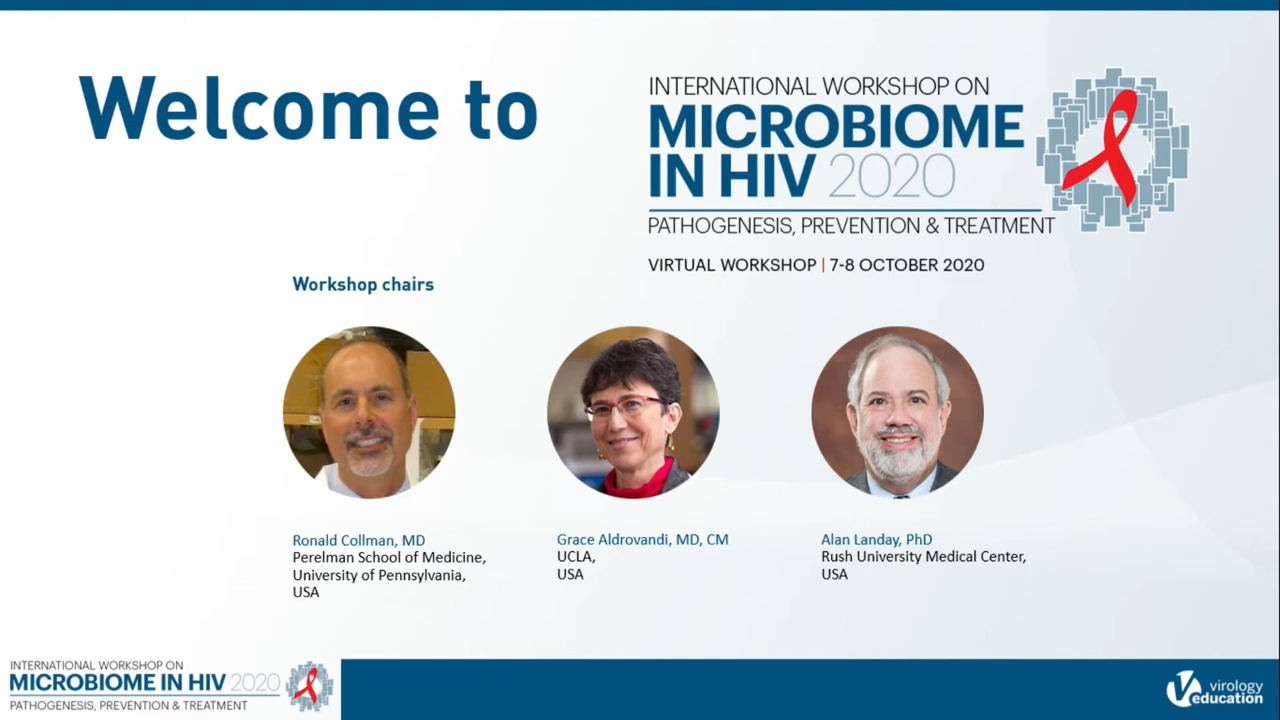 Welcome to
INTERNATIONAL WORKSHOP ON
MICROBIOME
IN HIV 2020
PATHOGENESIS, PREVENTION & TREATMENT
VIRTUAL WORKSHOP | 7-8 OCTOBER 2020
Workshop chairs
Ronald Collman, MD
Perelman School of Medicine,
University of Pennsylvania,
USA
Grace Aldrovandi, MD, CM
UCLA,
USA
Alan Landay, PhD
Rush University Medical Center,
USA
INTERNATIONAL WORKSHOP ON
MICROBIOME IN HIV 2020
PATHOGENESIS, PREVENTION & TREATMENT
virology
education